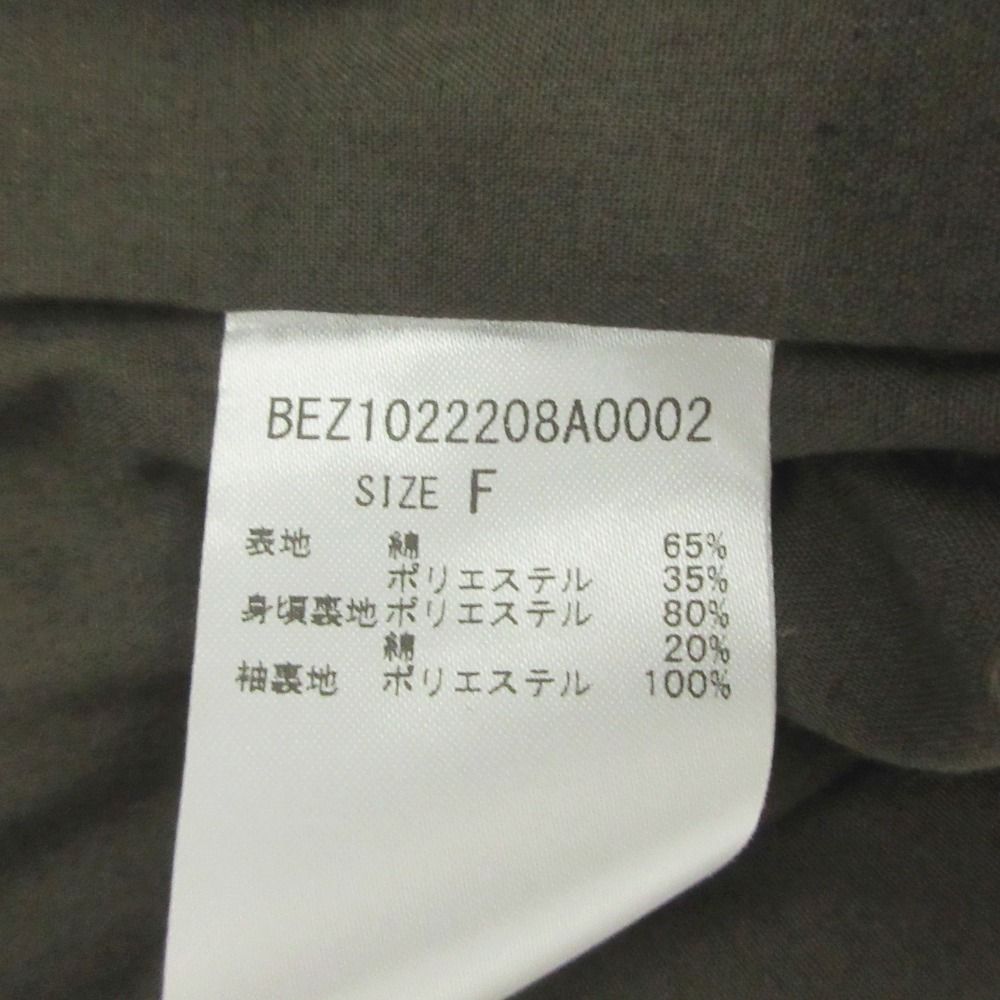 BEZ1022208A0002
SIZE F
表地 綿 65%
ポリエステル 35%
身頃裏地 ポリエステル 80%
綿 20%
袖裏地 ポリエステル 100%